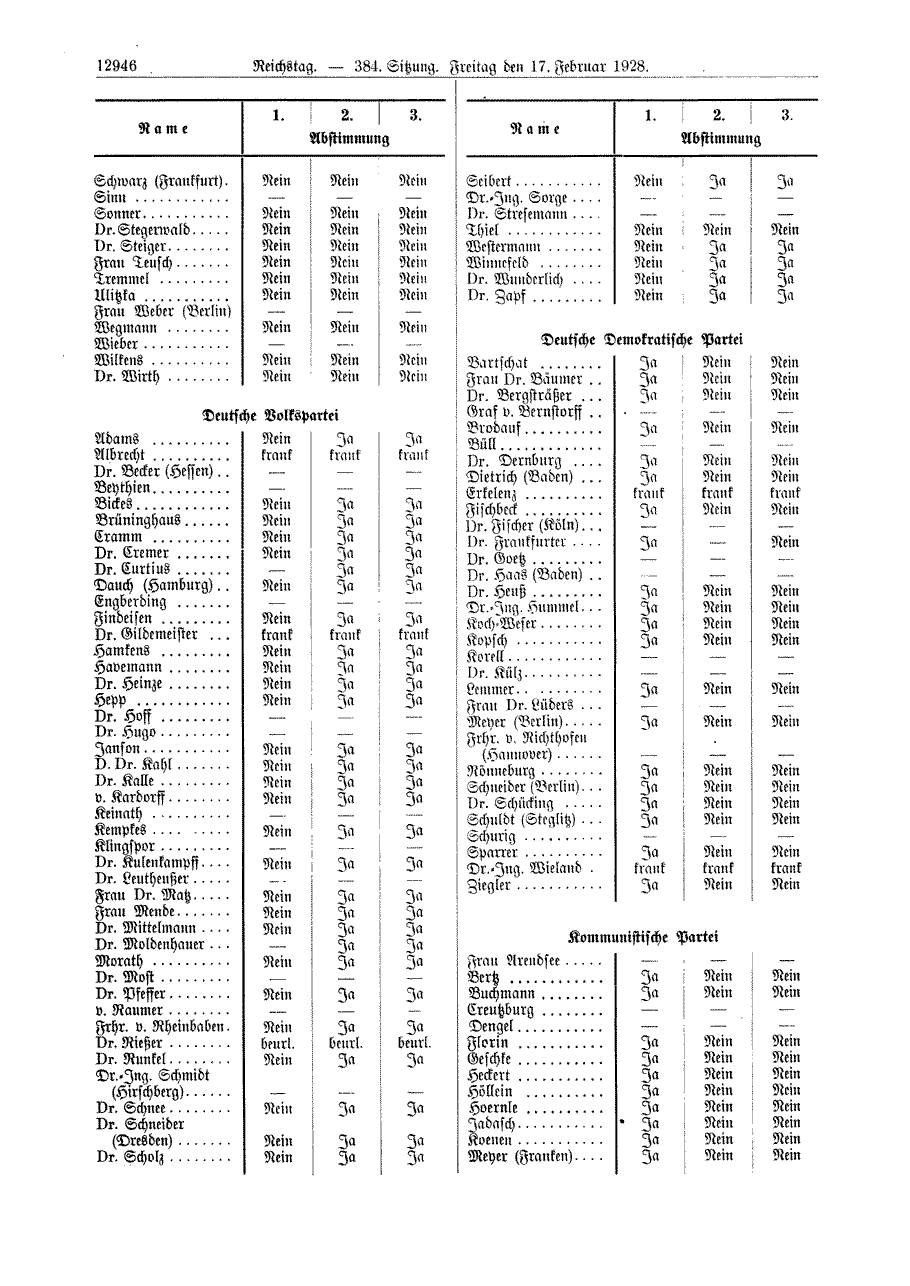 12946 Reichstag. — 384. Sitzung. Freitag den 17. Februar 1928.
Name 1. 2. 3.
Abstimmung
Schwarz (Frankfurt). Nein Nein Nein
Sinn . . . . . . . . . . . . — — —
Sonner. . . . . . . . . . . Nein Nein Nein
Dr. Stegerwald. . . . . Nein Nein Nein
Dr. Steiger. . . . . . . . Nein Nein Nein
Frau Teusch . . . . . . . Nein Nein Nein
Tremmel . . . . . . . . . Nein Nein Nein
Ulitzka . . . . . . . . . . . Nein Nein Nein
Frau Weber (Berlin) — — —
Wegmann . . . . . . . . Nein Nein Nein
Wieber . . . . . . . . . . . — — —
Wilkens . . . . . . . . . . Nein Nein Nein
Dr. Wirth . . . . . . . . Nein Nein Nein
Deutsche Volkspartei
Adams . . . . . . . . . . Nein Ja Ja
Albrecht . . . . . . . . . . krank krank krank
Dr. Becker (Hessen) . . — — —
Beythien. . . . . . . . . . — — —
Bickes . . . . . . . . . . . . Nein Ja Ja
Brüninghaus . . . . . . Nein Ja Ja
Cramm . . . . . . . . . . Nein Ja Ja
Dr. Cremer . . . . . . . Nein Ja Ja
Dr. Curtius . . . . . . . — Ja Ja
Dauch (Hamburg) . . Nein Ja Ja
Engberding . . . . . . . — — —
Findeisen . . . . . . . . . Nein Ja Ja
Dr. Gildemeister . . . krank krank krank
Hamkens . . . . . . . . . Nein Ja Ja
Havemann . . . . . . . . Nein Ja Ja
Dr. Heinze . . . . . . . . Nein Ja Ja
Hepp . . . . . . . . . . . . Nein Ja Ja
Dr. Hoff . . . . . . . . . — — —
Dr. Hugo . . . . . . . . . — — —
Janson . . . . . . . . . . . Nein Ja Ja
D. Dr. Kahl . . . . . . . Nein Ja Ja
Dr. Kalle . . . . . . . . . Nein Ja Ja
v. Kardorff . . . . . . . . Nein Ja Ja
Keinath . . . . . . . . . . — — —
Kempkes . . . . . . . . . Nein Ja Ja
Klingspor . . . . . . . . . — — —
Dr. Kulenkampff . . . . Nein Ja Ja
Dr. Leutheußer . . . . . — — —
Frau Dr. Matz . . . . . Nein Ja Ja
Frau Mende. . . . . . . Nein Ja Ja
Dr. Mittelmann . . . . Nein Ja Ja
Dr. Moldenhauer . . . — Ja Ja
Morath . . . . . . . . . . Nein Ja Ja
Dr. Most . . . . . . . . . — — —
Dr. Pfeffer . . . . . . . . Nein Ja Ja
v. Raumer . . . . . . . . — — —
Frhr. v. Rheinbaben. Nein Ja Ja
Dr. Rießer . . . . . . . . beurl. beurl. beurl.
Dr. Runkel . . . . . . . . Nein Ja Ja
Dr.-Ing. Schmidt
(Hirschberg) . . . . . . — — —
Dr. Schnee . . . . . . . . Nein Ja Ja
Dr. Schneider
(Dresden) . . . . . . . Nein Ja Ja
Dr. Scholz . . . . . . . . Nein Ja Ja
Name 1. 2. 3.
Abstimmung
Seibert . . . . . . . . . . . Nein Ja Ja
Dr.-Ing. Sorge . . . . — — —
Dr. Stresemann . . . . — — —
Thiel . . . . . . . . . . . . Nein Nein Nein
Westermann . . . . . . . Nein Ja Ja
Winnefeld . . . . . . . . Nein Ja Ja
Dr. Wunderlich . . . . Nein Ja Ja
Dr. Zapf . . . . . . . . . Nein Ja Ja
Deutsche Demokratische Partei
Bartschat . . . . . . . . Ja Nein Nein
Frau Dr. Bäumer . . Ja Nein Nein
Dr. Bergsträßer . . . Ja Nein Nein
Graf v. Bernstorff . . — — —
Brodauf . . . . . . . . . . Ja Nein Nein
Büll . . . . . . . . . . . . . — — —
Dr. Dernburg . . . . Ja Nein Nein
Dietrich (Baden) . . . Ja Nein Nein
Erkelenz . . . . . . . . . . krank krank krank
Fischbeck . . . . . . . . . . Ja Nein Nein
Dr. Fischer (Köln) . . . — — —
Dr. Frankfurter . . . . Ja — Nein
Dr. Goetz . . . . . . . . . — — —
Dr. Haas (Baden) . . — — —
Dr. Heuß . . . . . . . . . Ja Nein Nein
Dr.-Ing. Hummel. . . Ja Nein Nein
Koch-Weser . . . . . . . . Ja Nein Nein
Kopsch . . . . . . . . . . . Ja Nein Nein
Korell . . . . . . . . . . . . — — —
Dr. Külz . . . . . . . . . . — — —
Lemmer. . . . . . . . . . Ja Nein Nein
Frau Dr. Lüders . . . — — —
Meyer (Berlin) . . . . . Ja Nein Nein
Frhr. v. Richthofen
(Hannover) . . . . . . — — —
Rönneburg . . . . . . . . Ja Nein Nein
Schneider (Berlin) . . . Ja Nein Nein
Dr. Schücking . . . . . Ja Nein Nein
Schuldt (Steglitz) . . . Ja Nein Nein
Schurig . . . . . . . . . . — — —
Sparrer . . . . . . . . . . Ja Nein Nein
Dr.-Ing. Wieland . krank krank krank
Ziegler . . . . . . . . . . . Ja Nein Nein
Kommunistische Partei
Frau Arendsee . . . . . — — —
Bertz . . . . . . . . . . . . Ja Nein Nein
Buchmann . . . . . . . . Ja Nein Nein
Creutzburg . . . . . . . . — — —
Dengel . . . . . . . . . . . — — —
Florin . . . . . . . . . . . Ja Nein Nein
Geschke . . . . . . . . . . . Ja Nein Nein
Heckert . . . . . . . . . . . Ja Nein Nein
Höllein . . . . . . . . . . Ja Nein Nein
Hoernle . . . . . . . . . . Ja Nein Nein
Jadasch . . . . . . . . . . . Ja Nein Nein
Koenen . . . . . . . . . . . Ja Nein Nein
Meyer (Franken) . . . . Ja Nein Nein